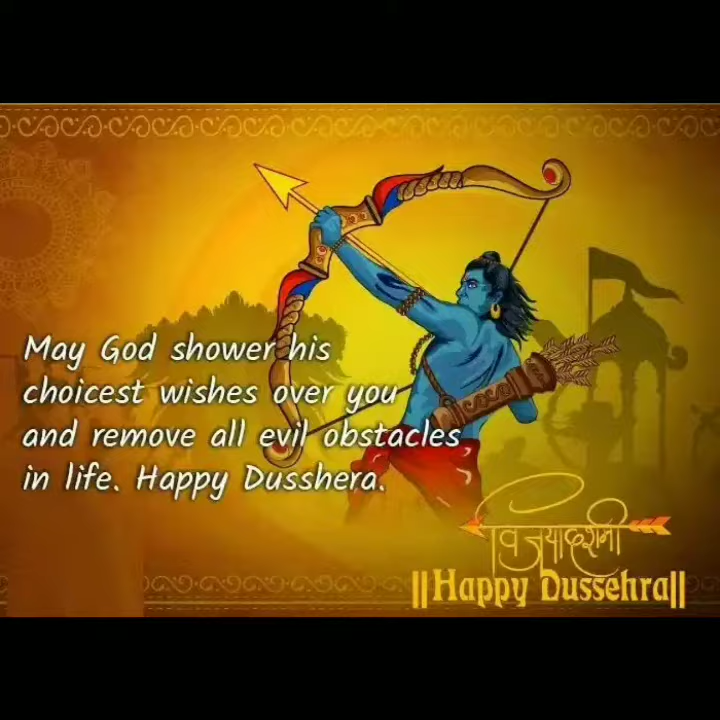 May God shower his
choicest wishes over you
and remove all evil obstacles
in life. Happy Dusshera.
विजयादशमी
||Happy Dussehra||